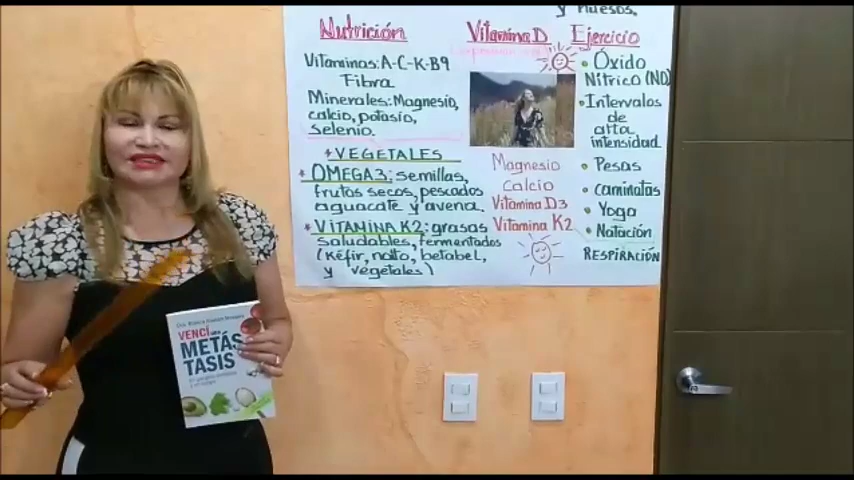 y huesos.
Nutrición
Vitaminas: A-C-K-B9
Fibra
Minerales: Magnesio,
calcio, potasio,
selenio.
★ VEGETALES
★ OMEGA 3: semillas,
frutos secos, pescados
aguacate y avena.
★ VITAMINA K2: grasas
saludables, fermentados
(kéfir, natto, betabel,
y vegetales)
Vitamina D
Magnesio
Calcio
Vitamina D3
Vitamina K2
Ejercicio
Óxido
Nítrico (NO)
Intervalos
de
alta
intensidad.
Pesas
Caminatas
Yoga
Natación
RESPIRACIÓN
VENCÍ una
METÁS
TASIS